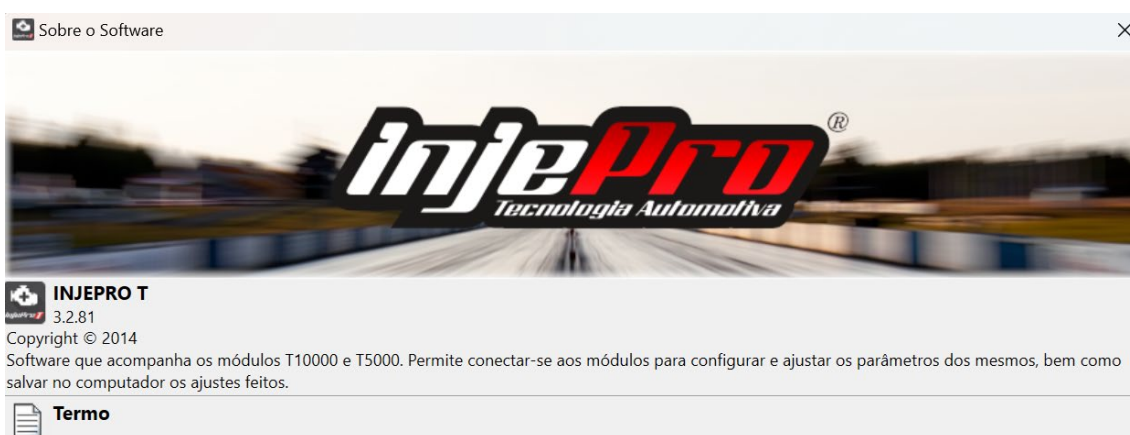 Sobre o Software
injePro®
Tecnologia Automotiva
INJEPRO T
3.2.81
Copyright © 2014
Software que acompanha os módulos T10000 e T5000. Permite conectar-se aos módulos para configurar e ajustar os parâmetros dos mesmos, bem como
salvar no computador os ajustes feitos.
Termo